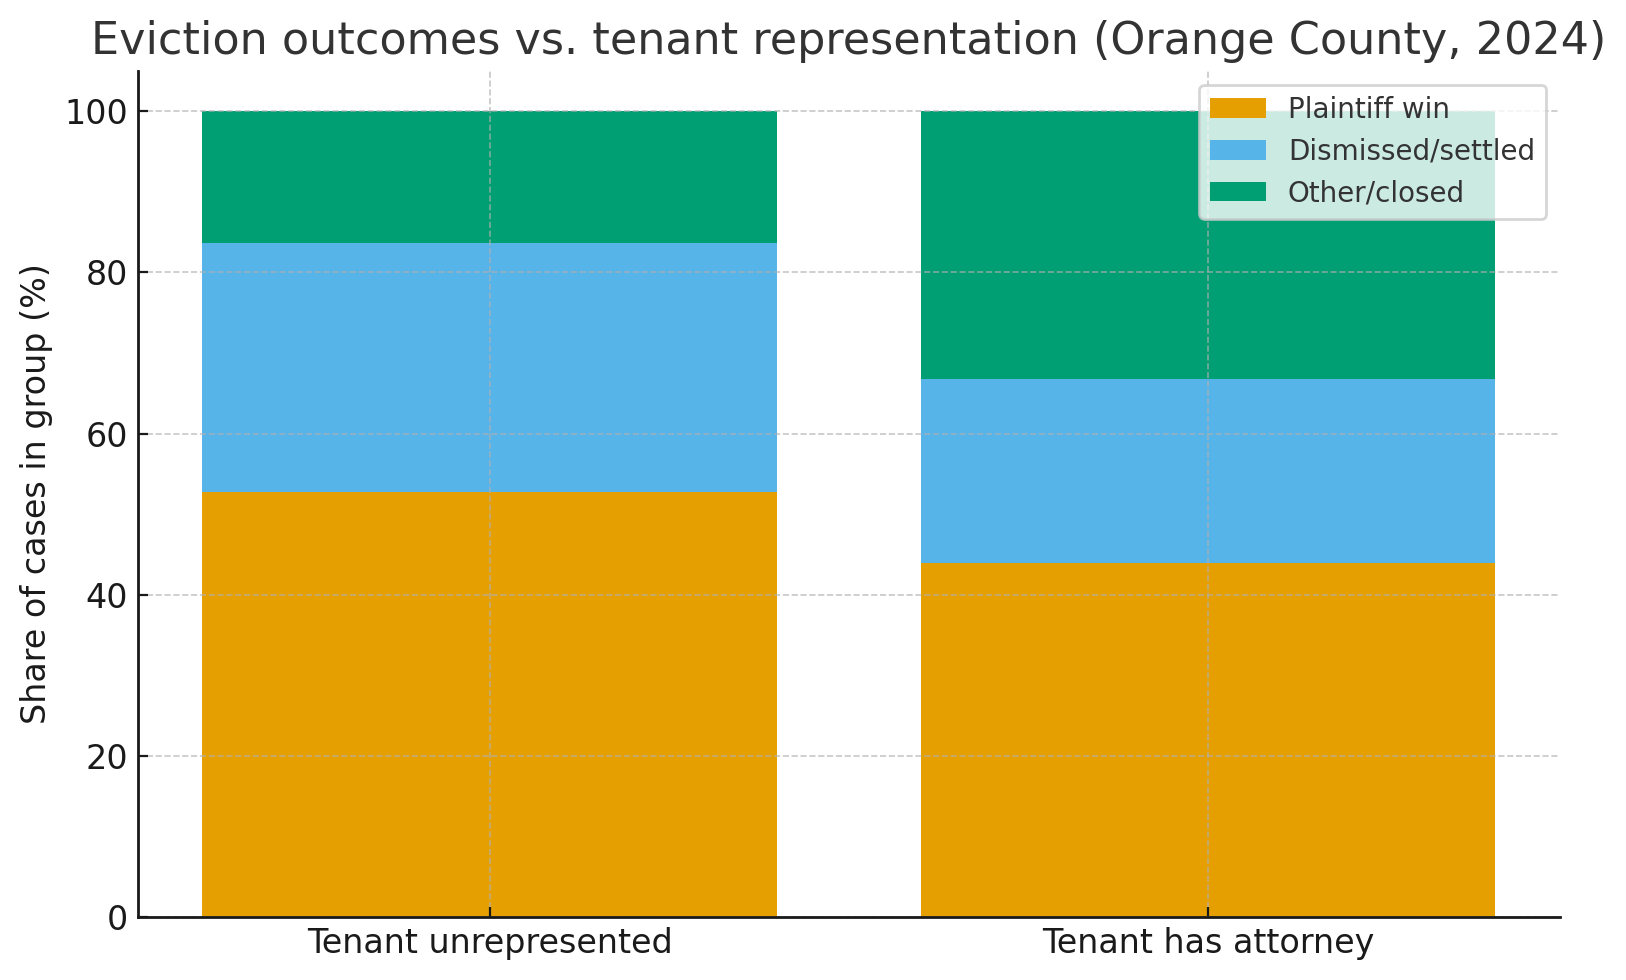 Eviction outcomes vs. tenant representation (Orange County, 2024)
Plaintiff win
Dismissed/settled
Other/closed
Share of cases in group (%)
100
80
60
40
20
0
Tenant unrepresented
Tenant has attorney